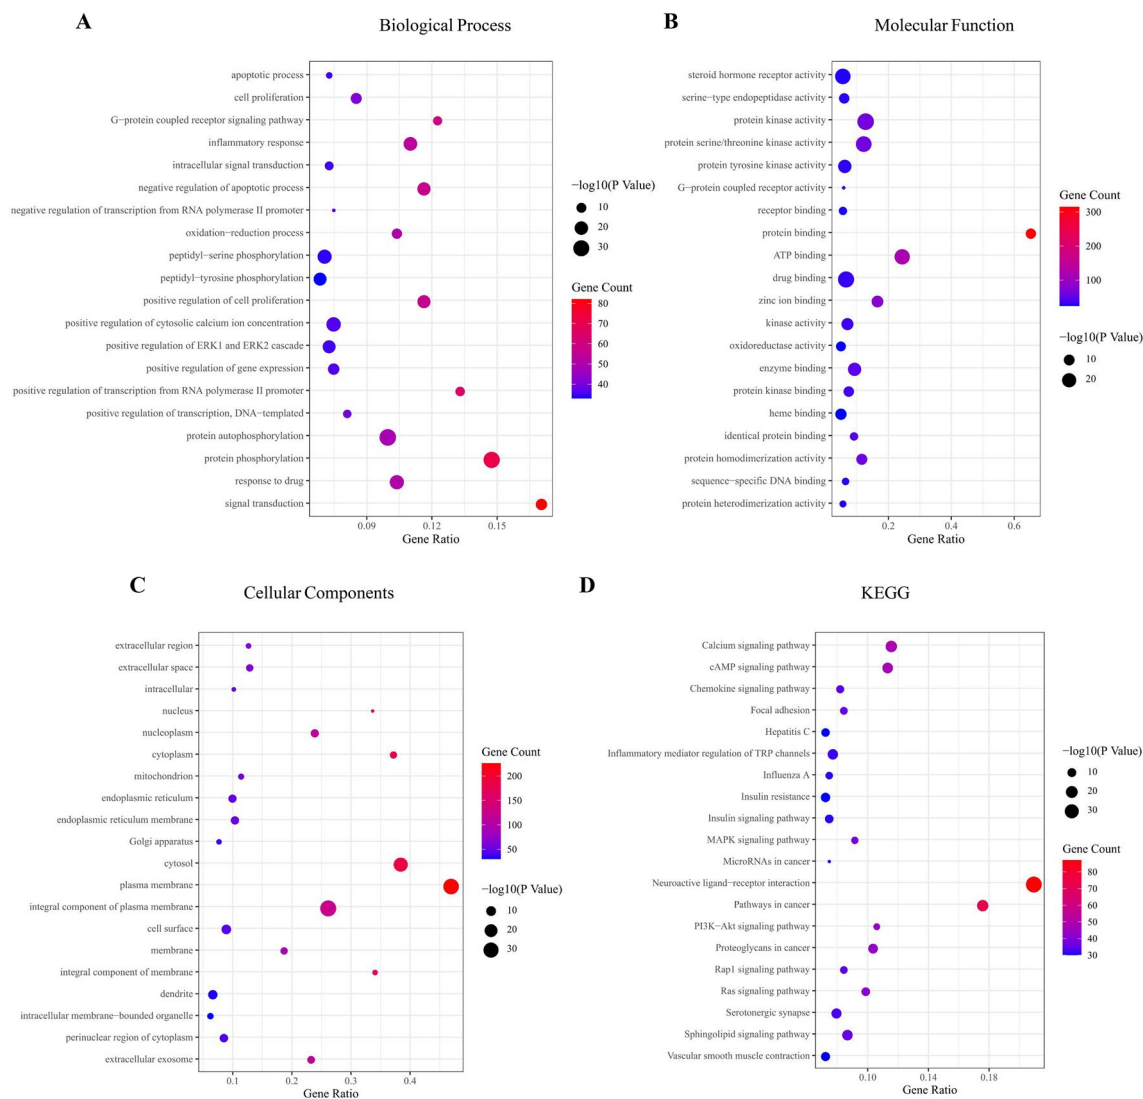 A
Biological Process
apoptotic process
cell proliferation
G−protein coupled receptor signaling pathway
inflammatory response
intracellular signal transduction
negative regulation of apoptotic process
negative regulation of transcription from RNA polymerase II promoter
oxidation−reduction process
peptidyl−serine phosphorylation
peptidyl−tyrosine phosphorylation
positive regulation of cell proliferation
positive regulation of cytosolic calcium ion concentration
positive regulation of ERK1 and ERK2 cascade
positive regulation of gene expression
positive regulation of transcription from RNA polymerase II promoter
positive regulation of transcription, DNA−templated
protein autophosphorylation
protein phosphorylation
response to drug
signal transduction
0.09 0.12 0.15
Gene Ratio
−log10(P Value)
10
20
30
Gene Count
80
70
60
50
40
B
Molecular Function
steroid hormone receptor activity
serine−type endopeptidase activity
protein kinase activity
protein serine/threonine kinase activity
protein tyrosine kinase activity
G−protein coupled receptor activity
receptor binding
protein binding
ATP binding
drug binding
zinc ion binding
kinase activity
oxidoreductase activity
enzyme binding
protein kinase binding
heme binding
identical protein binding
protein homodimerization activity
sequence−specific DNA binding
protein heterodimerization activity
0.2 0.4 0.6
Gene Ratio
Gene Count
300
200
100
−log10(P Value)
10
20
C
Cellular Components
extracellular region
extracellular space
intracellular
nucleus
nucleoplasm
cytoplasm
mitochondrion
endoplasmic reticulum
endoplasmic reticulum membrane
Golgi apparatus
cytosol
plasma membrane
integral component of plasma membrane
cell surface
membrane
integral component of membrane
dendrite
intracellular membrane−bounded organelle
perinuclear region of cytoplasm
extracellular exosome
0.1 0.2 0.3 0.4
Gene Ratio
Gene Count
200
150
100
50
−log10(P Value)
10
20
30
D
KEGG
Calcium signaling pathway
cAMP signaling pathway
Chemokine signaling pathway
Focal adhesion
Hepatitis C
Inflammatory mediator regulation of TRP channels
Influenza A
Insulin resistance
Insulin signaling pathway
MAPK signaling pathway
MicroRNAs in cancer
Neuroactive ligand−receptor interaction
Pathways in cancer
PI3K−Akt signaling pathway
Proteoglycans in cancer
Rap1 signaling pathway
Ras signaling pathway
Serotonergic synapse
Sphingolipid signaling pathway
Vascular smooth muscle contraction
0.10 0.14 0.18
Gene Ratio
−log10(P Value)
10
20
30
Gene Count
80
70
60
50
40
30